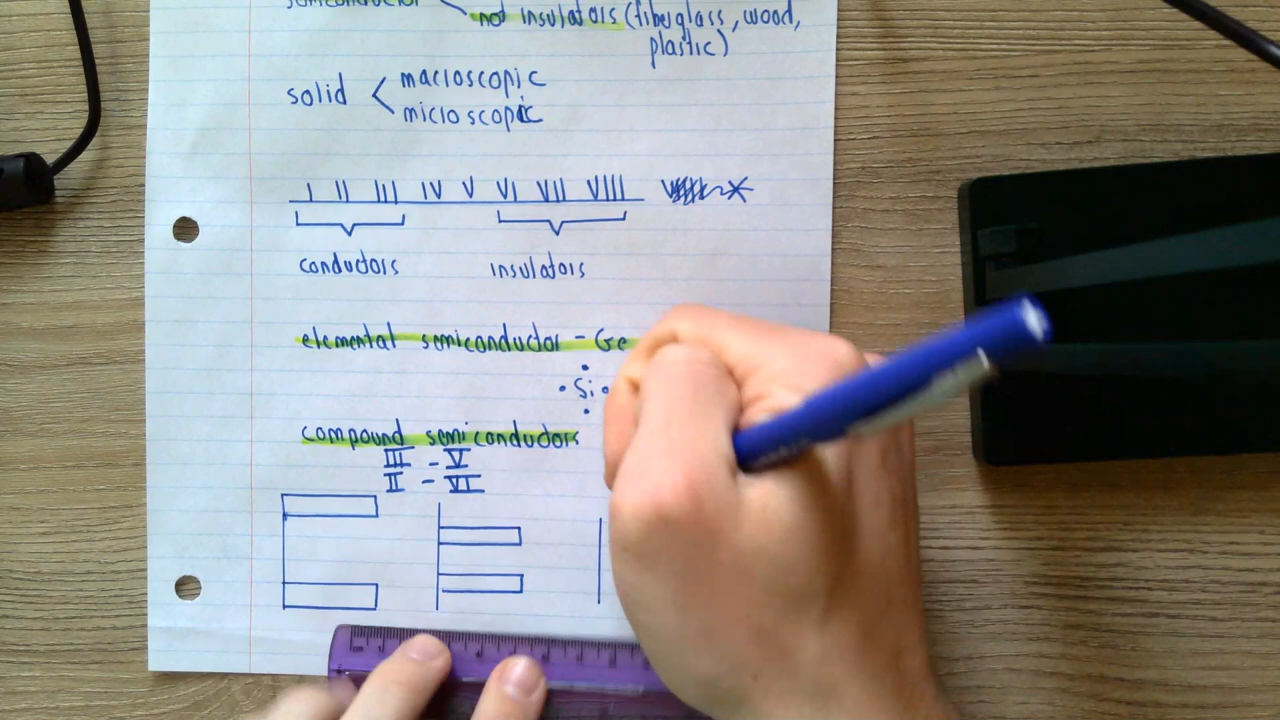 semiconductor not insulators (fiberglass, wood,
plastic)
solid < macroscopic
microscopic
I II III IV V VI VII VIII
conductors insulators
elemental semiconductor - Ge
Si
compound semiconductors
III - V
II - VI